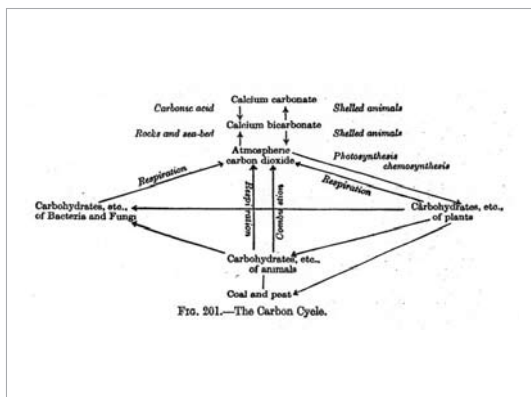 Calcium carbonate
Carbonic acid
Shelled animals
Calcium bicarbonate
Rocks and sea-bed
Shelled animals
Atmospheric
carbon dioxide
Photosynthesis
chemosynthesis
Respiration
Respiration
Respiration
Combustion
Carbohydrates, etc.,
of Bacteria and Fungi
Carbohydrates, etc.,
of plants
Carbohydrates, etc.,
of animals
Coal and peat
FIG. 201.—The Carbon Cycle.